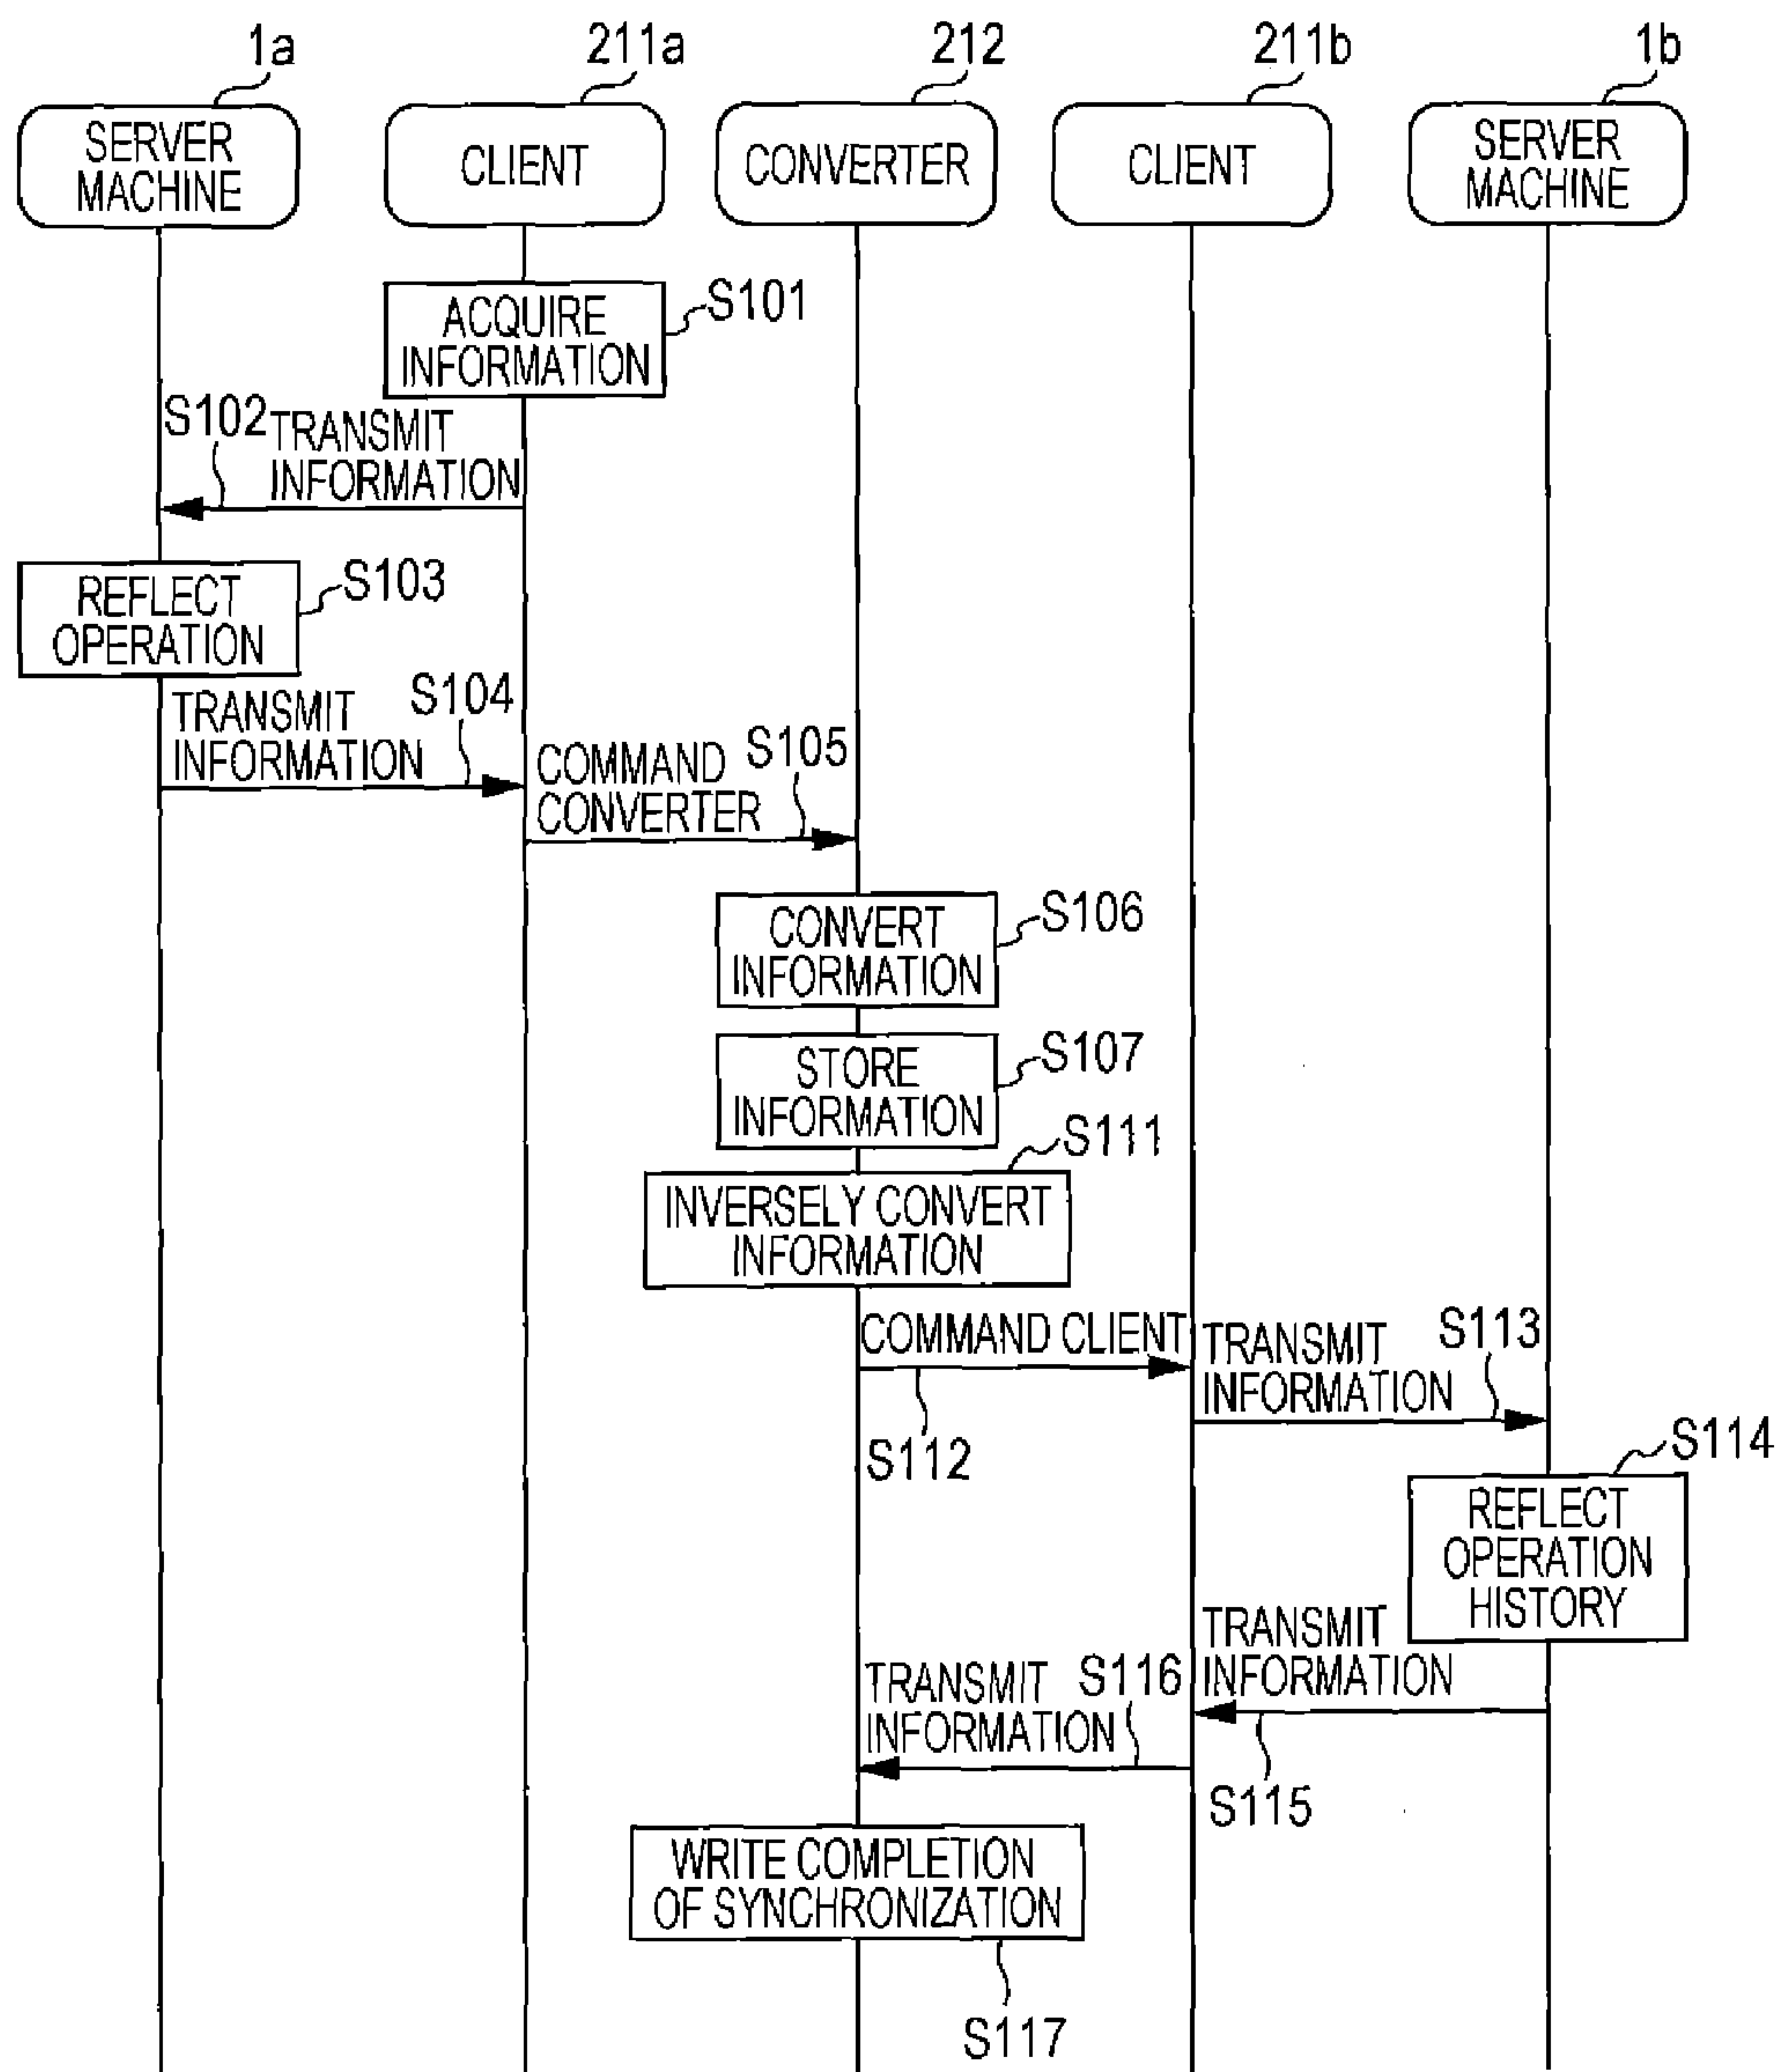 1a
211a
212
211b
1b
SERVER
MACHINE
CLIENT
CONVERTER
CLIENT
SERVER
MACHINE
ACQUIRE
INFORMATION
S101
S102
TRANSMIT
INFORMATION
REFLECT
OPERATION
S103
TRANSMIT
INFORMATION
S104
COMMAND
CONVERTER
S105
CONVERT
INFORMATION
S106
STORE
INFORMATION
S107
S111
INVERSELY CONVERT
INFORMATION
COMMAND CLIENT
S112
TRANSMIT
INFORMATION
S113
S114
REFLECT
OPERATION
HISTORY
TRANSMIT
INFORMATION
S115
TRANSMIT
INFORMATION
S116
WRITE COMPLETION
OF SYNCHRONIZATION
S117